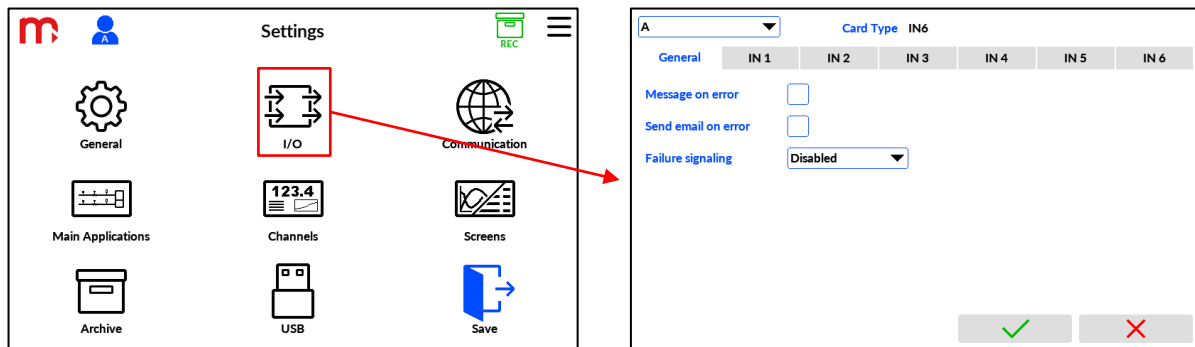 m
A
Settings
REC
General
I/O
Communication
Main Applications
123.4
Channels
Screens
Archive
USB
Save
A
Card Type IN6
General IN 1 IN 2 IN 3 IN 4 IN 5 IN 6
Message on error
Send email on error
Failure signaling Disabled